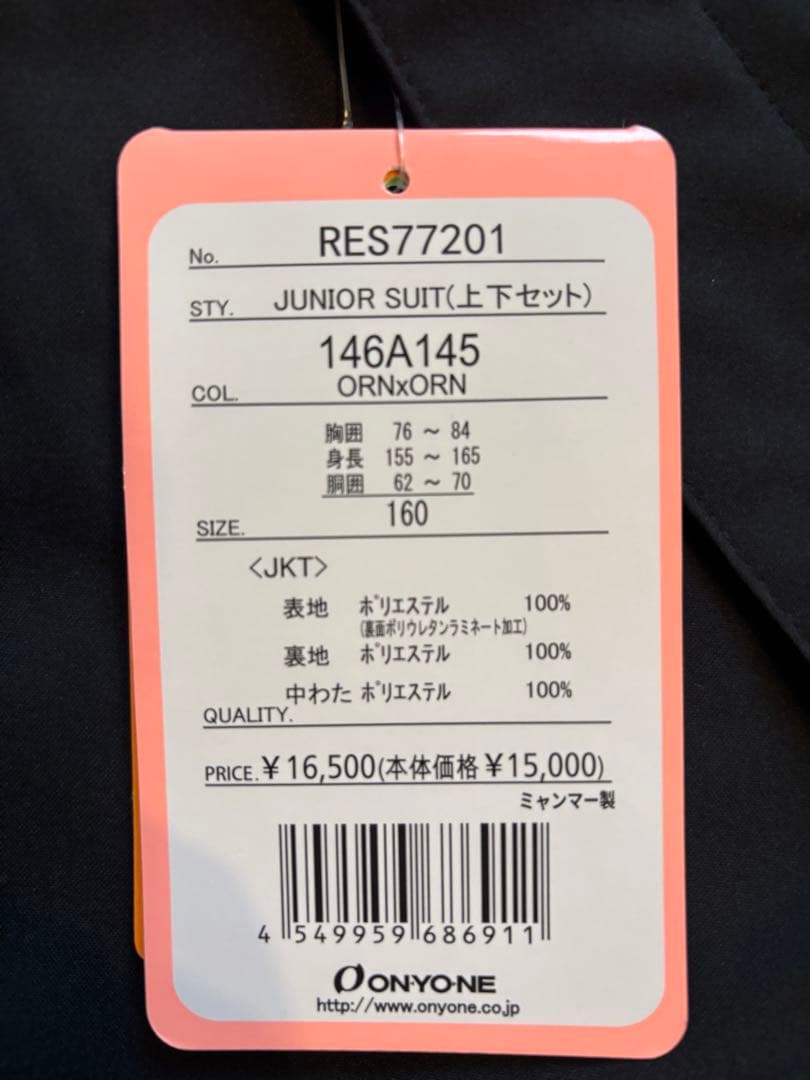 No. RES77201
STY. JUNIOR SUIT(上下セット)
146A145
COL. ORNxORN
胸囲 76 ~ 84
身長 155 ~ 165
胴囲 62 ~ 70
SIZE. 160
<JKT>
表地 ポリエステル 100%
(裏面ポリウレタンラミネート加工)
裏地 ポリエステル 100%
中わた ポリエステル 100%
QUALITY.
PRICE. ¥16,500(本体価格¥15,000)
ミャンマー製
4 549959 686911
ON・YO・NE
http://www.onyone.co.jp